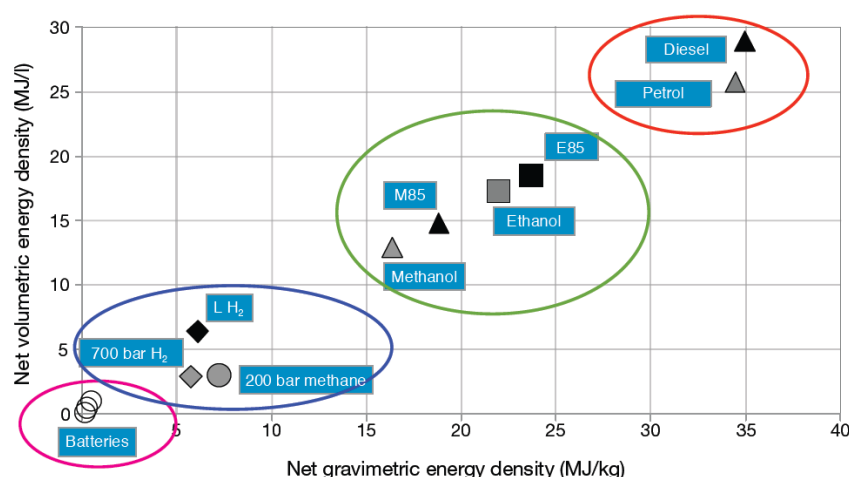 30
Diesel
25
Petrol
20
E85
M85
15
Ethanol
Methanol
10
L H₂
700 bar H₂
5
200 bar methane
0
Batteries
5
10
15
20
25
30
35
40
Net volumetric energy density (MJ/l)
Net gravimetric energy density (MJ/kg)